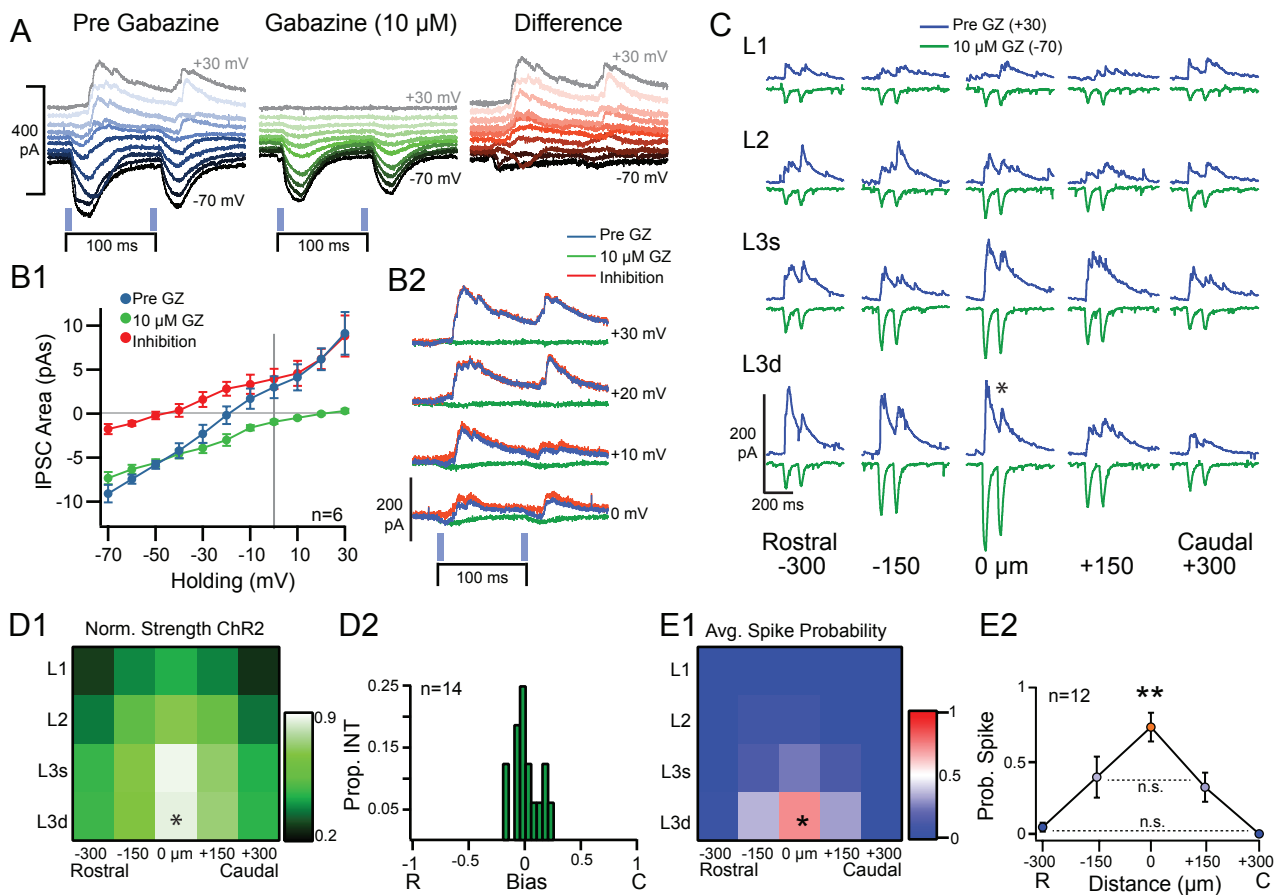 A
Pre Gabazine
Gabazine (10 µM)
Difference
+30 mV
+30 mV
+30 mV
400
pA
-70 mV
-70 mV
-70 mV
100 ms
100 ms
B1
Pre GZ
10 µM GZ
Inhibition
IPSC Area (pAs)
10
5
0
-5
-10
n=6
-70
-50
-30
-10
10
30
Holding (mV)
B2
Pre GZ
10 µM GZ
Inhibition
+30 mV
+20 mV
+10 mV
0 mV
200
pA
100 ms
C
Pre GZ (+30)
10 µM GZ (-70)
L1
L2
L3s
L3d
*
200
pA
200 ms
Rostral
Caudal
-300
-150
0 µm
+150
+300
D1
Norm. Strength ChR2
L1
L2
L3s
L3d
*
0.9
0.2
-300
-150
0 µm
+150
+300
Rostral
Caudal
D2
n=14
Prop. INT
0.25
0.15
0.05
-1
-0.5
0
0.5
1
R
Bias
C
E1
Avg. Spike Probability
L1
L2
L3s
L3d
*
1
0.5
0
-300
-150
0 µm
+150
+300
Rostral
Caudal
E2
n=12
**
Prob. Spike
1
0.5
0
n.s.
n.s.
-300
-150
0
+150
+300
R
Distance (µm)
C